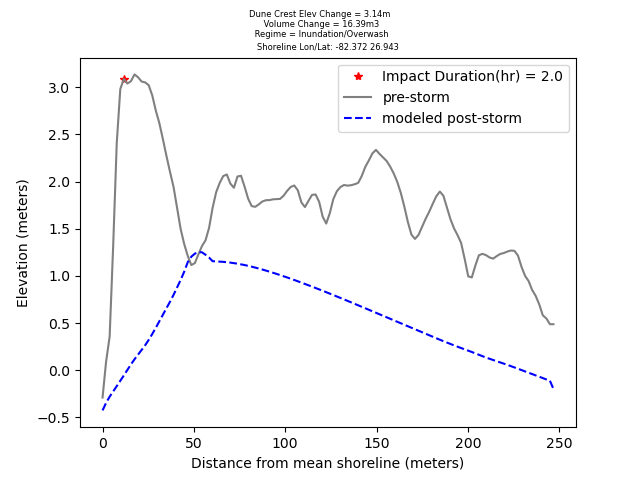 Dune Crest Elev Change = 3.14m
Volume Change = 16.39m3
Regime = Inundation/Overwash
Shoreline Lon/Lat: -82.372 26.943
Impact Duration(hr) = 2.0
pre-storm
modeled post-storm
Elevation (meters)
3.0
2.5
2.0
1.5
1.0
0.5
0.0
−0.5
0 50 100 150 200 250
Distance from mean shoreline (meters)